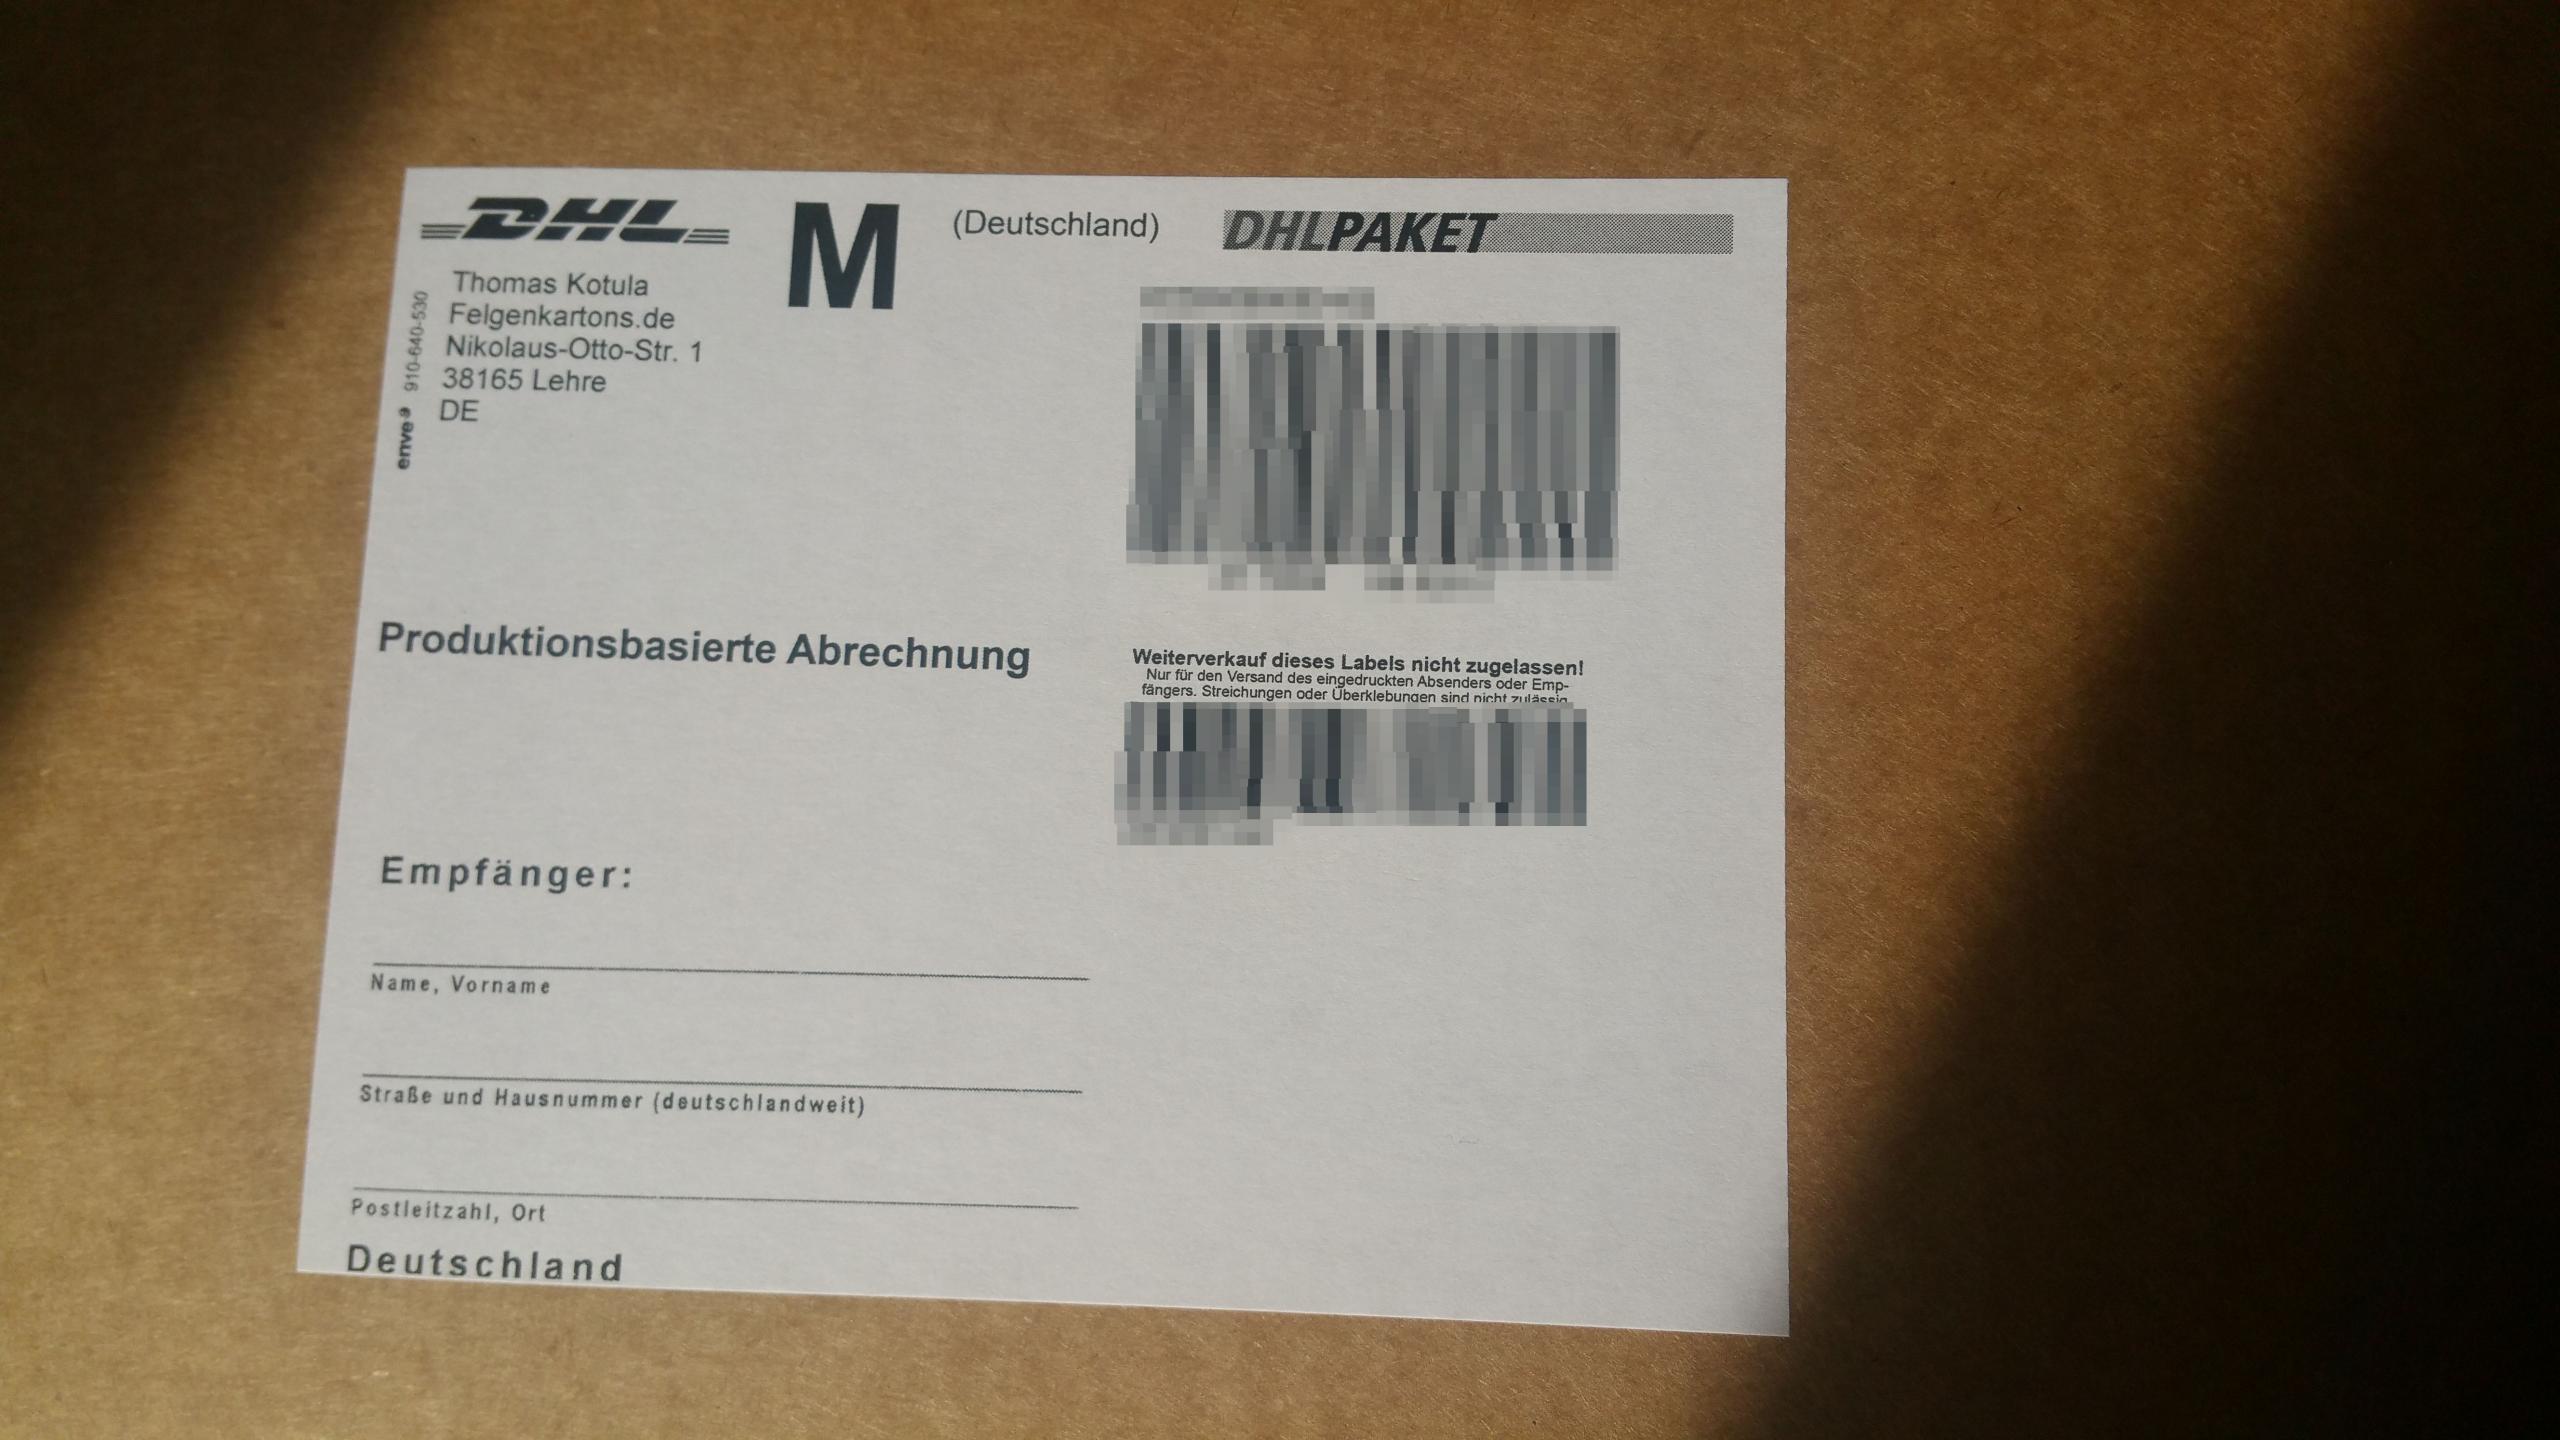 DHL
M
(Deutschland)
DHLPAKET
Thomas Kotula
Felgenkartons.de
Nikolaus-Otto-Str. 1
38165 Lehre
DE
enve 910-640-530
Produktionsbasierte Abrechnung
Weiterverkauf dieses Labels nicht zugelassen!
Nur für den Versand des eingedruckten Absenders oder Emp-
fängers. Streichungen oder Überklebungen sind nicht zulässig
Empfänger:
Name, Vorname
Straße und Hausnummer (deutschlandweit)
Postleitzahl, Ort
Deutschland